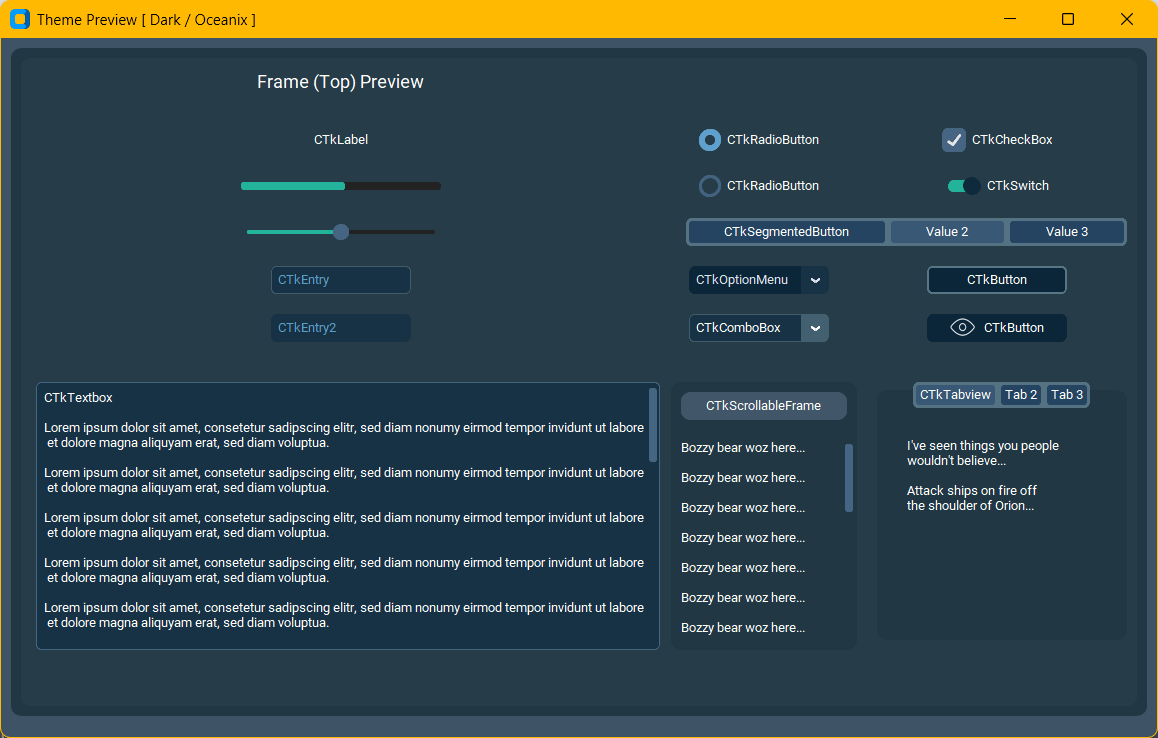 Theme Preview [ Dark / Oceanix ]
Frame (Top) Preview
CTkLabel
CTkRadioButton
CTkCheckBox
CTkRadioButton
CTkSwitch
CTkSegmentedButton
Value 2
Value 3
CTkEntry
CTkOptionMenu
CTkButton
CTkEntry2
CTkComboBox
CTkButton
CTkTextbox
Lorem ipsum dolor sit amet, consetetur sadipscing elitr, sed diam nonumy eirmod tempor invidunt ut labore
et dolore magna aliquyam erat, sed diam voluptua.
Lorem ipsum dolor sit amet, consetetur sadipscing elitr, sed diam nonumy eirmod tempor invidunt ut labore
et dolore magna aliquyam erat, sed diam voluptua.
Lorem ipsum dolor sit amet, consetetur sadipscing elitr, sed diam nonumy eirmod tempor invidunt ut labore
et dolore magna aliquyam erat, sed diam voluptua.
Lorem ipsum dolor sit amet, consetetur sadipscing elitr, sed diam nonumy eirmod tempor invidunt ut labore
et dolore magna aliquyam erat, sed diam voluptua.
Lorem ipsum dolor sit amet, consetetur sadipscing elitr, sed diam nonumy eirmod tempor invidunt ut labore
et dolore magna aliquyam erat, sed diam voluptua.
CTkScrollableFrame
Bozzy bear woz here...
Bozzy bear woz here...
Bozzy bear woz here...
Bozzy bear woz here...
Bozzy bear woz here...
Bozzy bear woz here...
Bozzy bear woz here...
CTkTabview
Tab 2
Tab 3
I've seen things you people
wouldn't believe...
Attack ships on fire off
the shoulder of Orion...